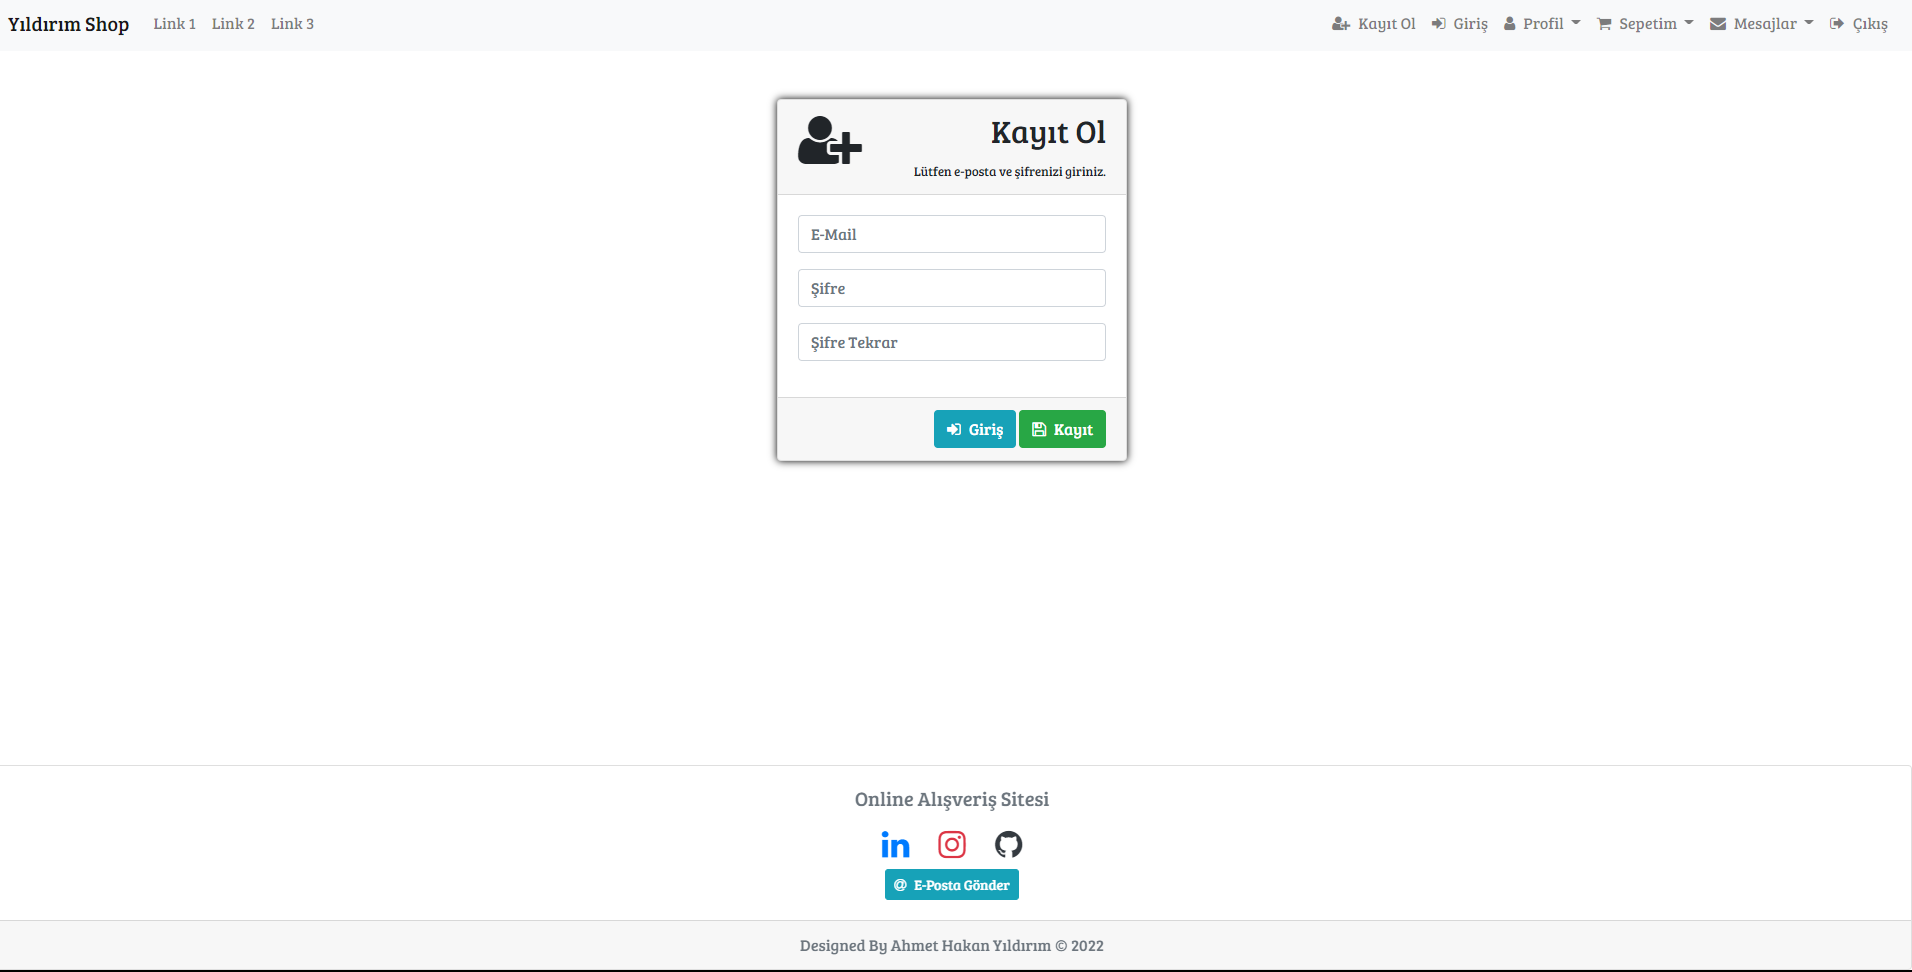 Yıldırım Shop Link 1 Link 2 Link 3 Kayıt Ol Giriş Profil Sepetim Mesajlar Çıkış
Kayıt Ol
Lütfen e-posta ve şifrenizi giriniz.
E-Mail
Şifre
Şifre Tekrar
Giriş Kayıt
Online Alışveriş Sitesi
in
@ E-Posta Gönder
Designed By Ahmet Hakan Yıldırım © 2022